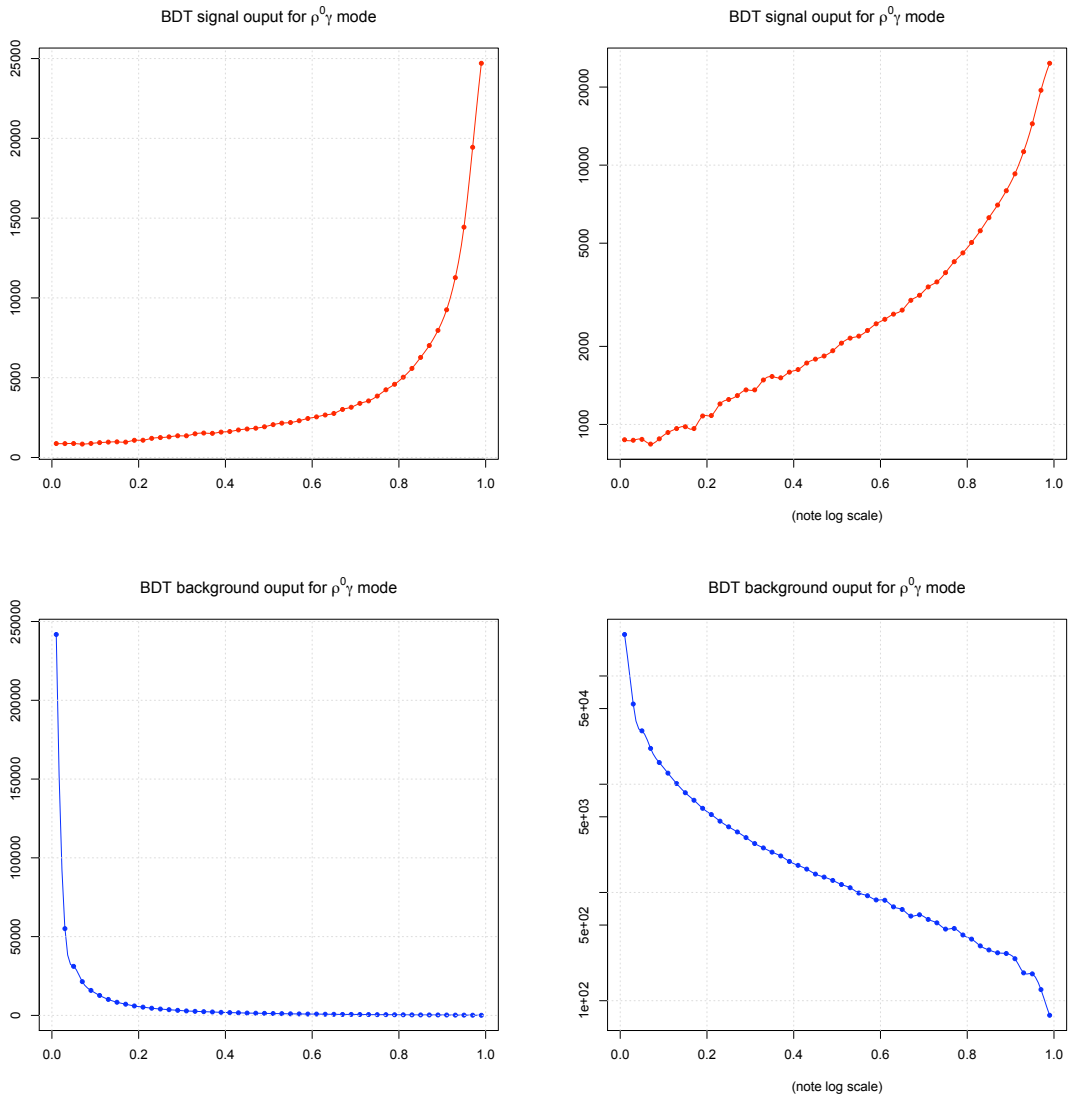 BDT signal ouput for ρ⁰γ mode
25000
20000
15000
10000
5000
0
0.0 0.2 0.4 0.6 0.8 1.0
BDT signal ouput for ρ⁰γ mode
20000
10000
5000
2000
1000
0.0 0.2 0.4 0.6 0.8 1.0
(note log scale)
BDT background ouput for ρ⁰γ mode
250000
200000
150000
100000
50000
0
0.0 0.2 0.4 0.6 0.8 1.0
BDT background ouput for ρ⁰γ mode
5e+04
5e+03
5e+02
1e+02
0.0 0.2 0.4 0.6 0.8 1.0
(note log scale)